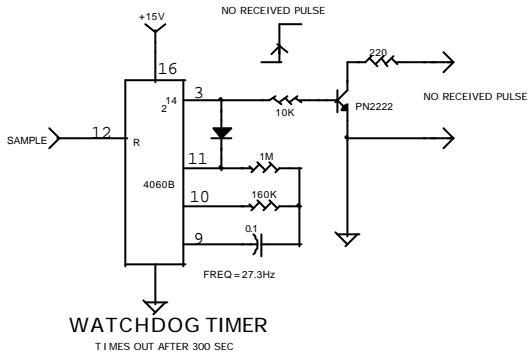 NO RECEIVED PULSE
+15V
16
220
3
14
2
10K
PN2222
NO RECEIVED PULSE
SAMPLE
12
R
11
1M
4060B
10
160K
9
0.1
FREQ = 27.3Hz
WATCHDOG TIMER
TIMES OUT AFTER 300 SEC